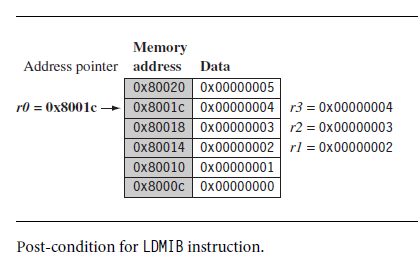 Memory
Address pointer address Data
0x80020 0x00000005
r0 = 0x8001c 0x8001c 0x00000004 r3 = 0x00000004
0x80018 0x00000003 r2 = 0x00000003
0x80014 0x00000002 r1 = 0x00000002
0x80010 0x00000001
0x8000c 0x00000000
Post-condition for LDMIB instruction.